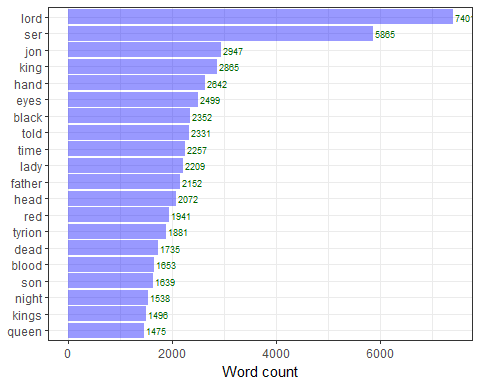 lord 7401
ser 5865
jon 2947
king 2865
hand 2642
eyes 2499
black 2352
told 2331
time 2257
lady 2209
father 2152
head 2072
red 1941
tyrion 1881
dead 1735
blood 1653
son 1639
night 1538
kings 1496
queen 1475
0 2000 4000 6000
Word count